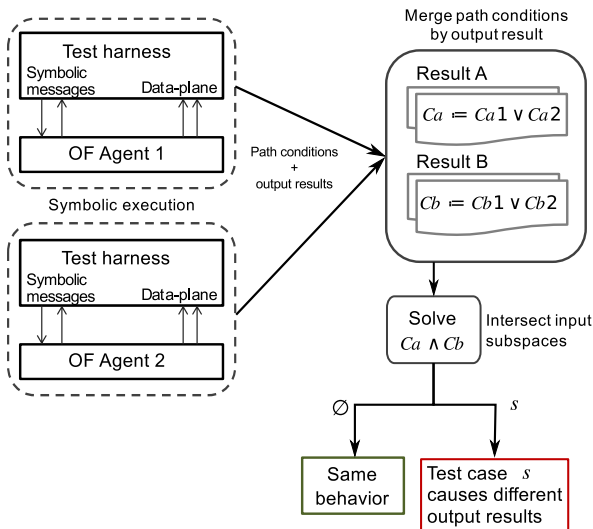 Test harness
Symbolic
messages
Data-plane
OF Agent 1
Symbolic execution
Test harness
Symbolic
messages
Data-plane
OF Agent 2
Path conditions
+
output results
Merge path conditions
by output result
Result A
Ca ≔ Ca1 ∨ Ca2
Result B
Cb ≔ Cb1 ∨ Cb2
Solve
Ca ∧ Cb
Intersect input
subspaces
∅
s
Same
behavior
Test case s
causes different
output results